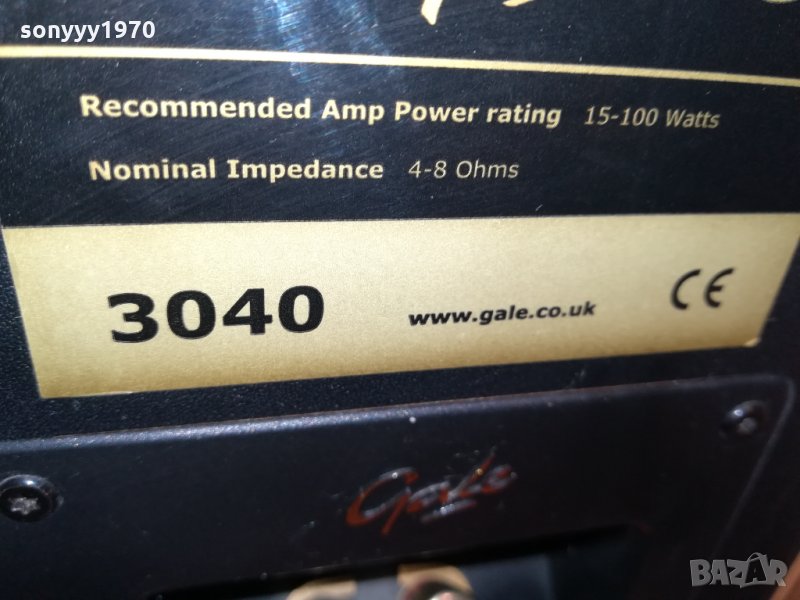 sonyyy1970
Recommended Amp Power rating 15-100 Watts
Nominal Impedance 4-8 Ohms
3040 www.gale.co.uk CE
Gale
BAZAR